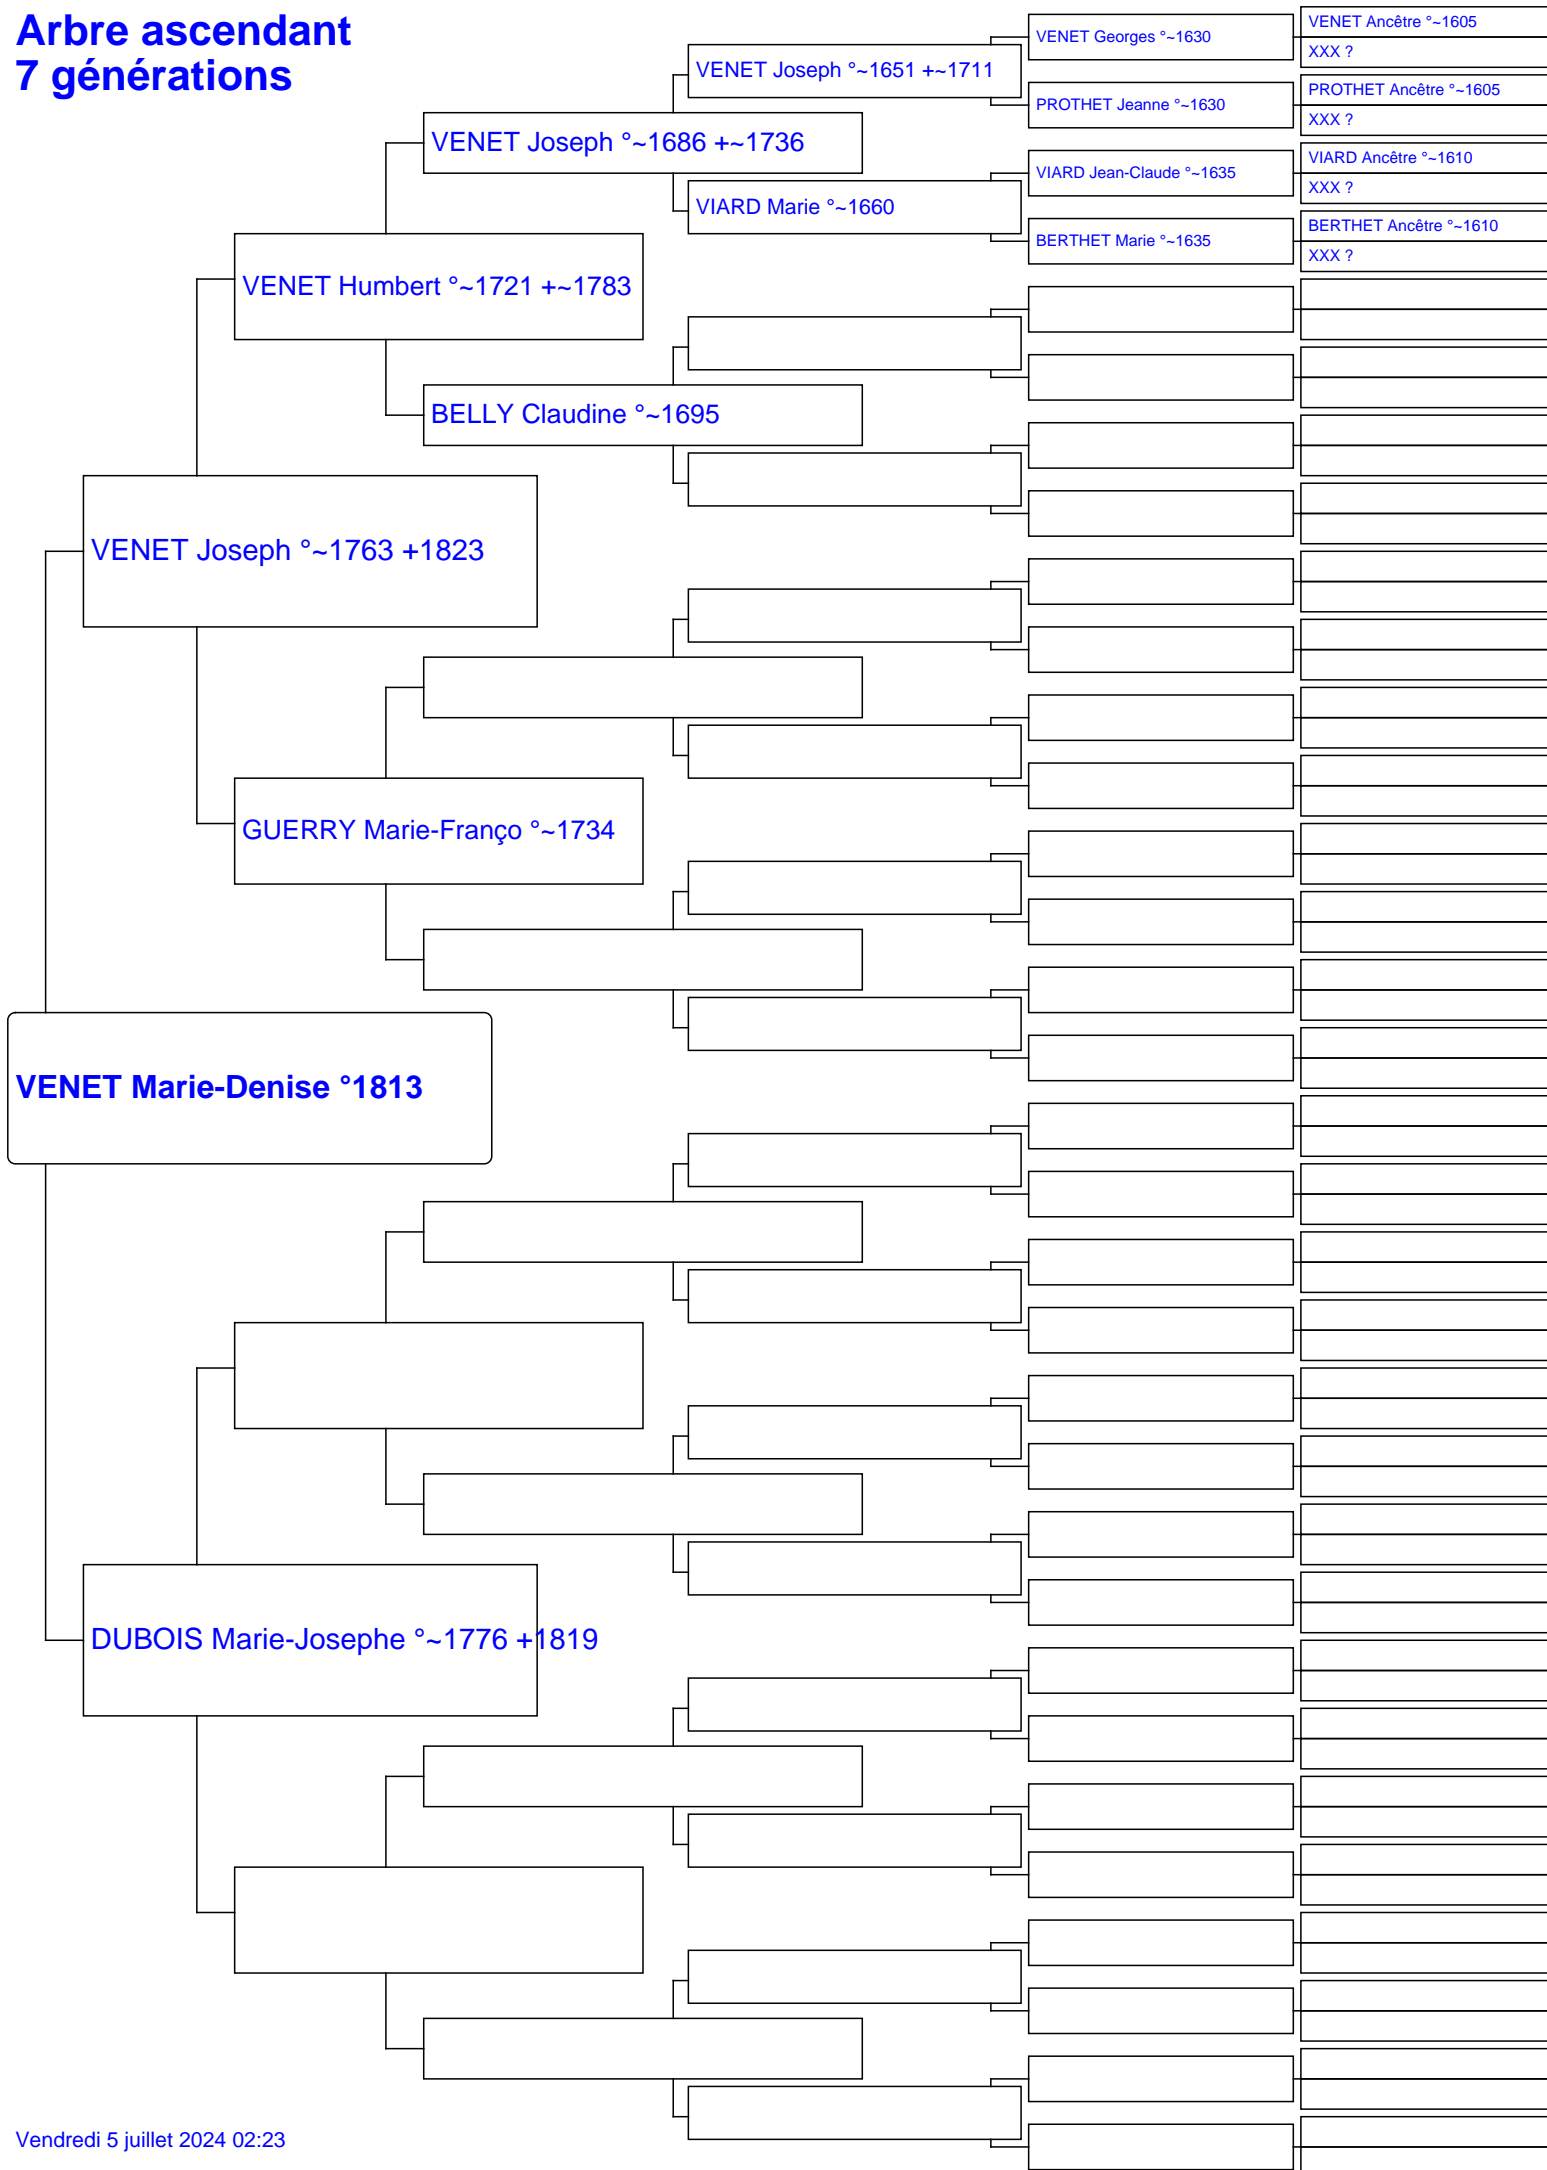 Arbre ascendant
7 générations
VENET Ancêtre °~1605
VENET Georges °~1630
XXX ?
VENET Joseph °~1651 +~1711
PROTHET Ancêtre °~1605
PROTHET Jeanne °~1630
XXX ?
VENET Joseph °~1686 +~1736
VIARD Ancêtre °~1610
VIARD Jean-Claude °~1635
XXX ?
VIARD Marie °~1660
BERTHET Ancêtre °~1610
BERTHET Marie °~1635
XXX ?
VENET Humbert °~1721 +~1783
BELLY Claudine °~1695
VENET Joseph °~1763 +1823
GUERRY Marie-Franço °~1734
VENET Marie-Denise °1813
DUBOIS Marie-Josephe °~1776 +1819
Vendredi 5 juillet 2024 02:23